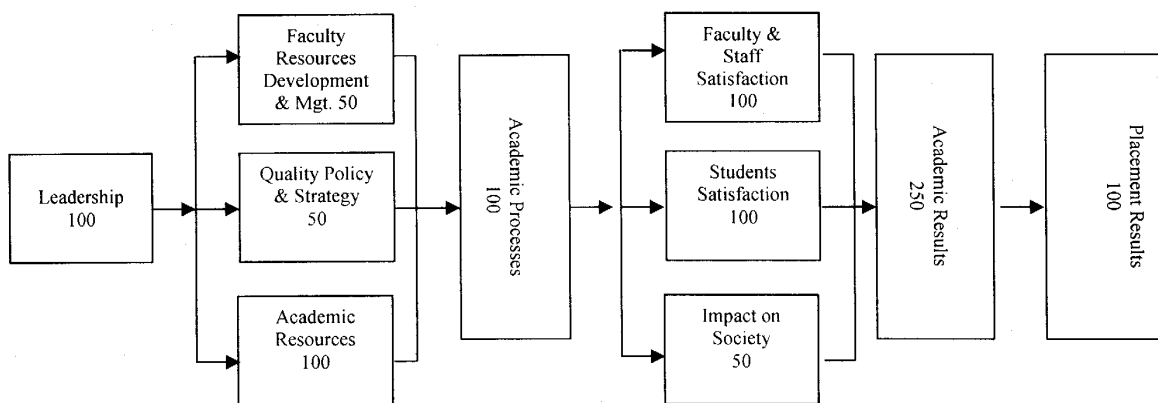 Leadership
100
Faculty
Resources
Development
& Mgt. 50
Quality Policy
& Strategy
50
Academic
Resources
100
Academic Processes
100
Faculty &
Staff
Satisfaction
100
Students
Satisfaction
100
Impact on
Society
50
Academic Results
250
Placement Results
100